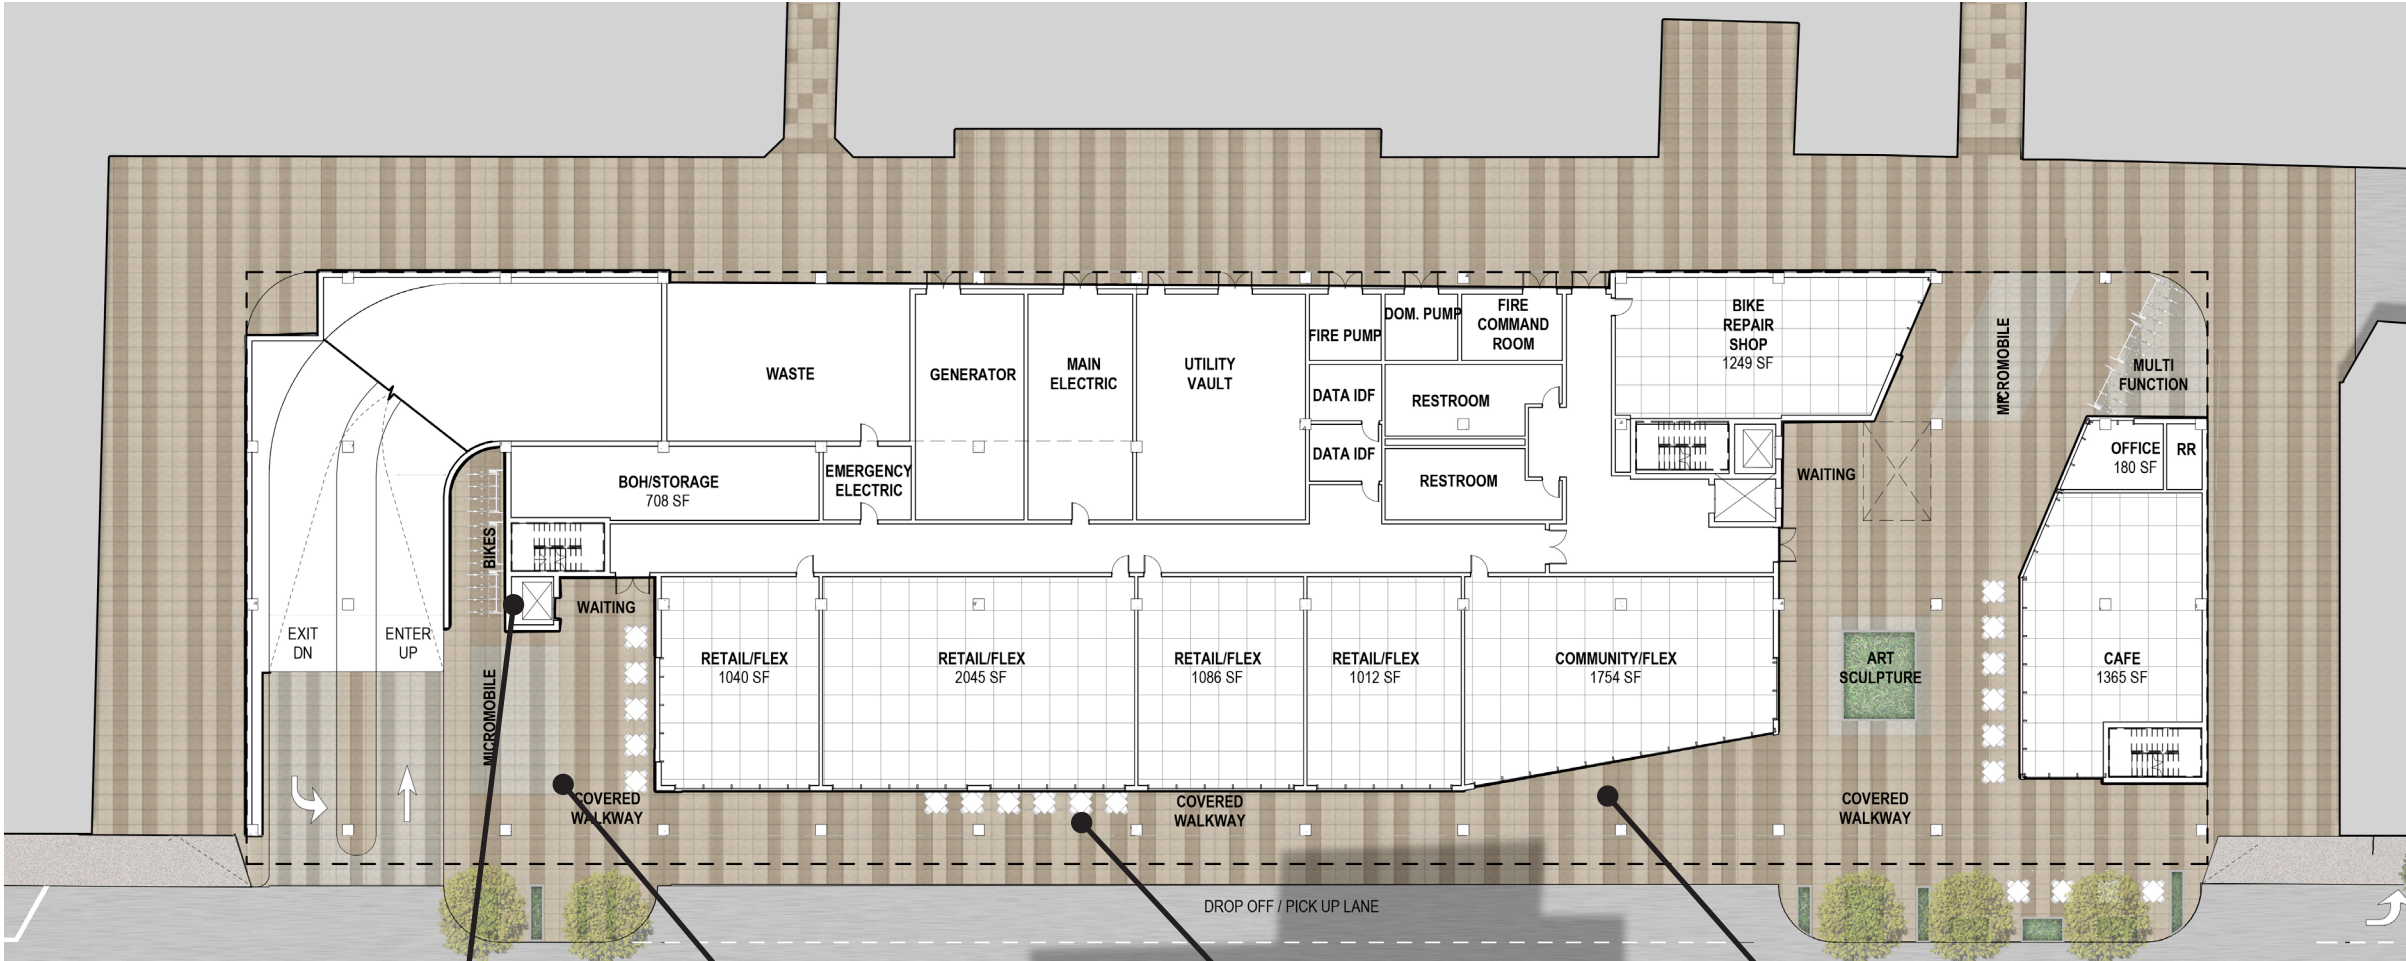 BIKE
REPAIR
SHOP
1249 SF
FIRE
COMMAND
ROOM
DOM. PUMP
FIRE PUMP
MICROMOBILE
MULTI
FUNCTION
WASTE
GENERATOR
MAIN
ELECTRIC
UTILITY
VAULT
DATA IDF
RESTROOM
DATA IDF
RESTROOM
OFFICE
180 SF
RR
WAITING
BOH/STORAGE
708 SF
EMERGENCY
ELECTRIC
BIKES
WAITING
EXIT
DN
ENTER
UP
MICROMOBILE
RETAIL/FLEX
1040 SF
RETAIL/FLEX
2045 SF
RETAIL/FLEX
1086 SF
RETAIL/FLEX
1012 SF
COMMUNITY/FLEX
1754 SF
ART
SCULPTURE
CAFE
1365 SF
COVERED
WALKWAY
COVERED
WALKWAY
COVERED
WALKWAY
DROP OFF / PICK UP LANE